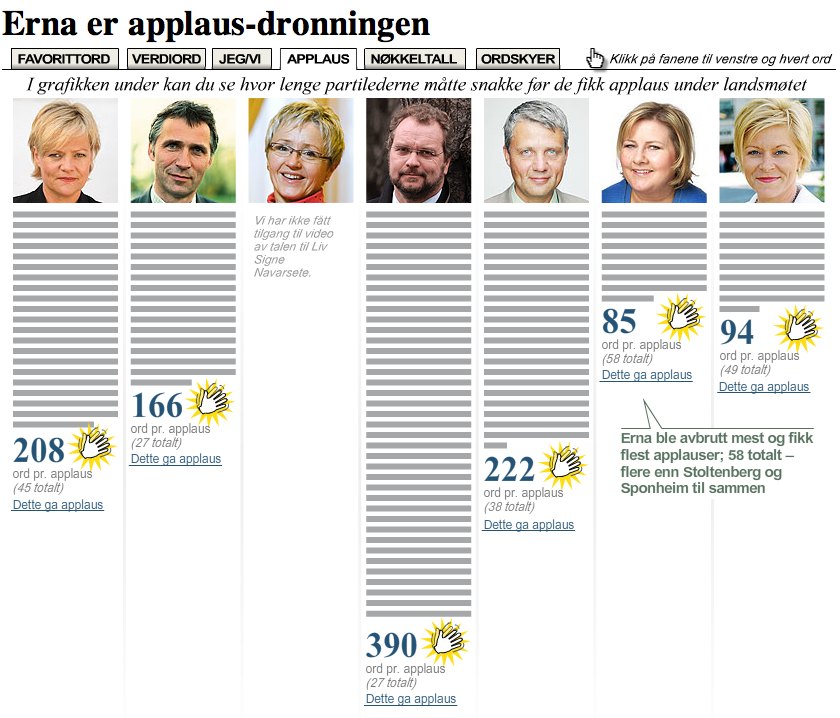 Erna er applaus-dronningen
FAVORITTORD VERDIORD JEG/VI APPLAUS NØKKELTALL ORDSKYER Klikk på fanene til venstre og hvert ord
I grafikken under kan du se hvor lenge partilederne måtte snakke før de fikk applaus under landsmøtet
208
ord pr. applaus
(45 totalt)
Dette ga applaus
166
ord pr. applaus
(27 totalt)
Dette ga applaus
Vi har ikke fått
tilgang til video
av talen til Liv
Signe
Navarsete.
390
ord pr. applaus
(27 totalt)
Dette ga applaus
222
ord pr. applaus
(38 totalt)
Dette ga applaus
85
ord pr. applaus
(58 totalt)
Dette ga applaus
94
ord pr. applaus
(49 totalt)
Dette ga applaus
Erna ble avbrutt mest og fikk
flest applauser; 58 totalt –
flere enn Stoltenberg og
Sponheim til sammen